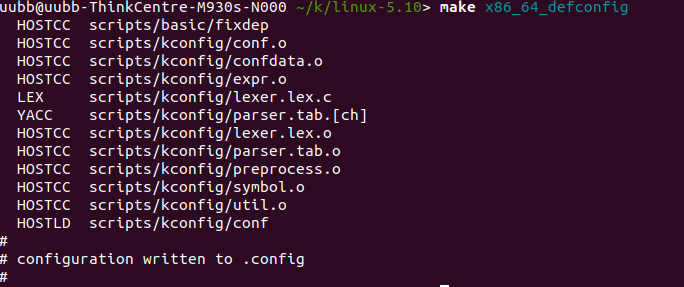 uubb@uubb-ThinkCentre-M930s-N000 ~/k/linux-5.10> make x86_64_defconfig
HOSTCC scripts/basic/fixdep
HOSTCC scripts/kconfig/conf.o
HOSTCC scripts/kconfig/confdata.o
HOSTCC scripts/kconfig/expr.o
LEX scripts/kconfig/lexer.lex.c
YACC scripts/kconfig/parser.tab.[ch]
HOSTCC scripts/kconfig/lexer.lex.o
HOSTCC scripts/kconfig/parser.tab.o
HOSTCC scripts/kconfig/preprocess.o
HOSTCC scripts/kconfig/symbol.o
HOSTCC scripts/kconfig/util.o
HOSTLD scripts/kconfig/conf
#
# configuration written to .config
#